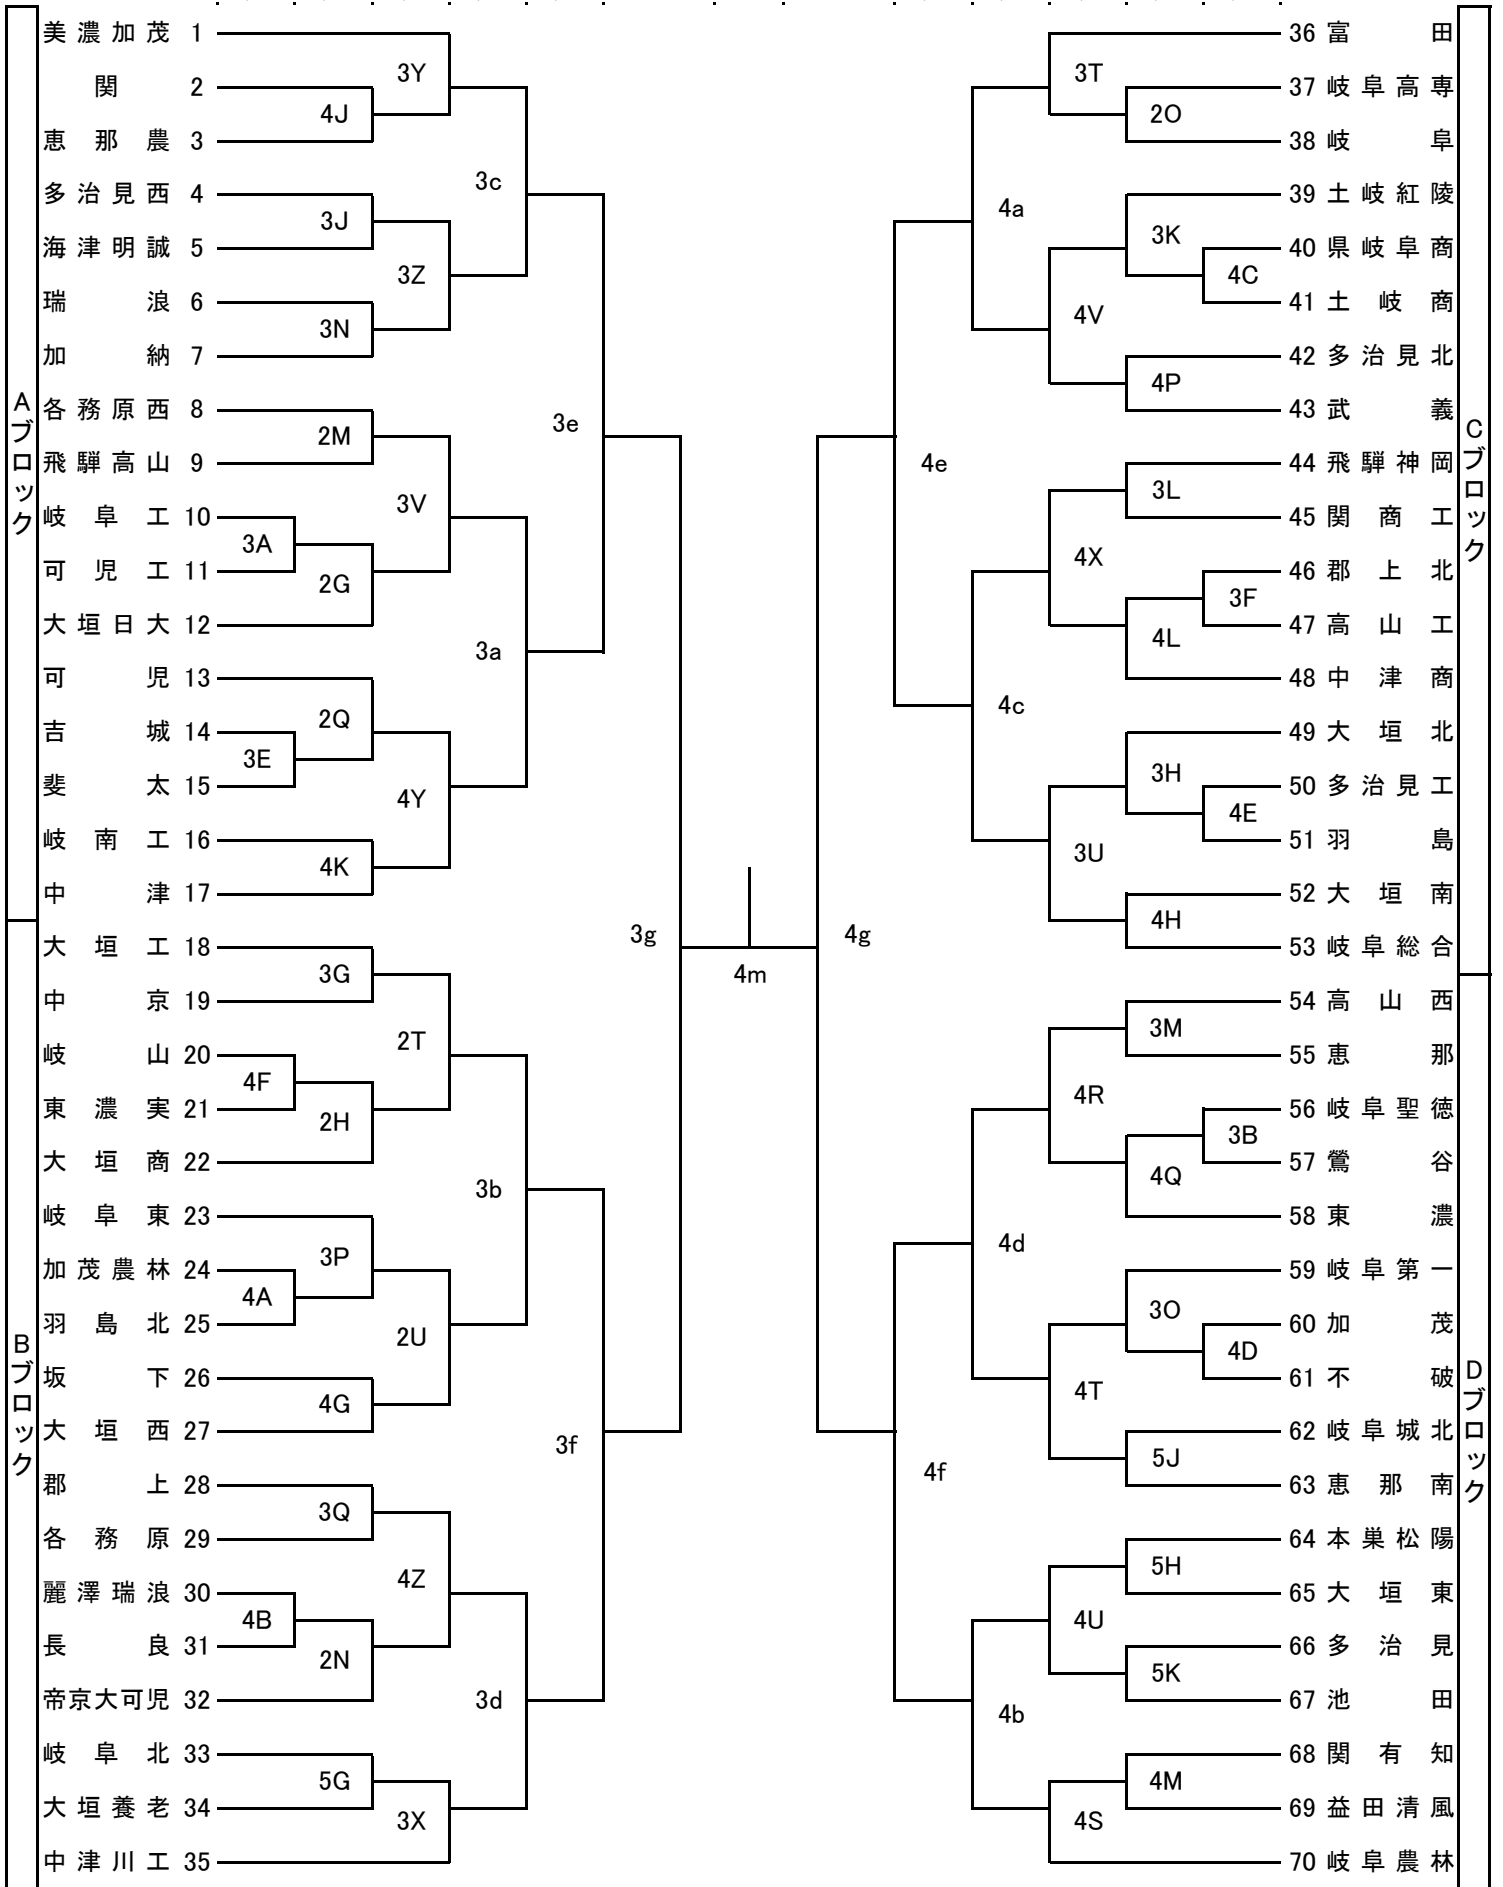 Aブロック
美濃加茂 1
関 2
恵那農 3
多治見西 4
海津明誠 5
瑞浪 6
加納 7
各務原西 8
飛騨高山 9
岐阜工 10
可児工 11
大垣日大 12
可児 13
吉城 14
斐太 15
岐南工 16
中津 17
Bブロック
大垣工 18
中京 19
岐山 20
東濃実 21
大垣商 22
岐阜東 23
加茂農林 24
羽島北 25
坂下 26
大垣西 27
郡上 28
各務原 29
麗澤瑞浪 30
長良 31
帝京大可児 32
岐阜北 33
大垣養老 34
中津川工 35
3A
3E
4F
4A
4B
4J
3J
3N
2M
2G
2Q
4K
3G
2H
3P
4G
3Q
2N
5G
3Y
3Z
3V
4Y
2T
2U
4Z
3X
3c
3a
3b
3d
3e
3f
3g
4m
4g
4e
4f
4a
4c
4d
4b
3T
4V
4X
3U
4R
4T
4U
4S
2O
3K
4P
3L
4L
3H
4H
3M
4Q
3O
5J
5H
5K
4M
4C
3F
4E
3B
4D
Cブロック
36 富田
37 岐阜高専
38 岐阜
39 土岐紅陵
40 県岐阜商
41 土岐商
42 多治見北
43 武義
44 飛騨神岡
45 関商工
46 郡上北
47 高山工
48 中津商
49 大垣北
50 多治見工
51 羽島
52 大垣南
53 岐阜総合
Dブロック
54 高山西
55 恵那
56 岐阜聖徳
57 鶯谷
58 東濃
59 岐阜第一
60 加茂
61 不破
62 岐阜城北
63 恵那南
64 本巣松陽
65 大垣東
66 多治見
67 池田
68 関有知
69 益田清風
70 岐阜農林